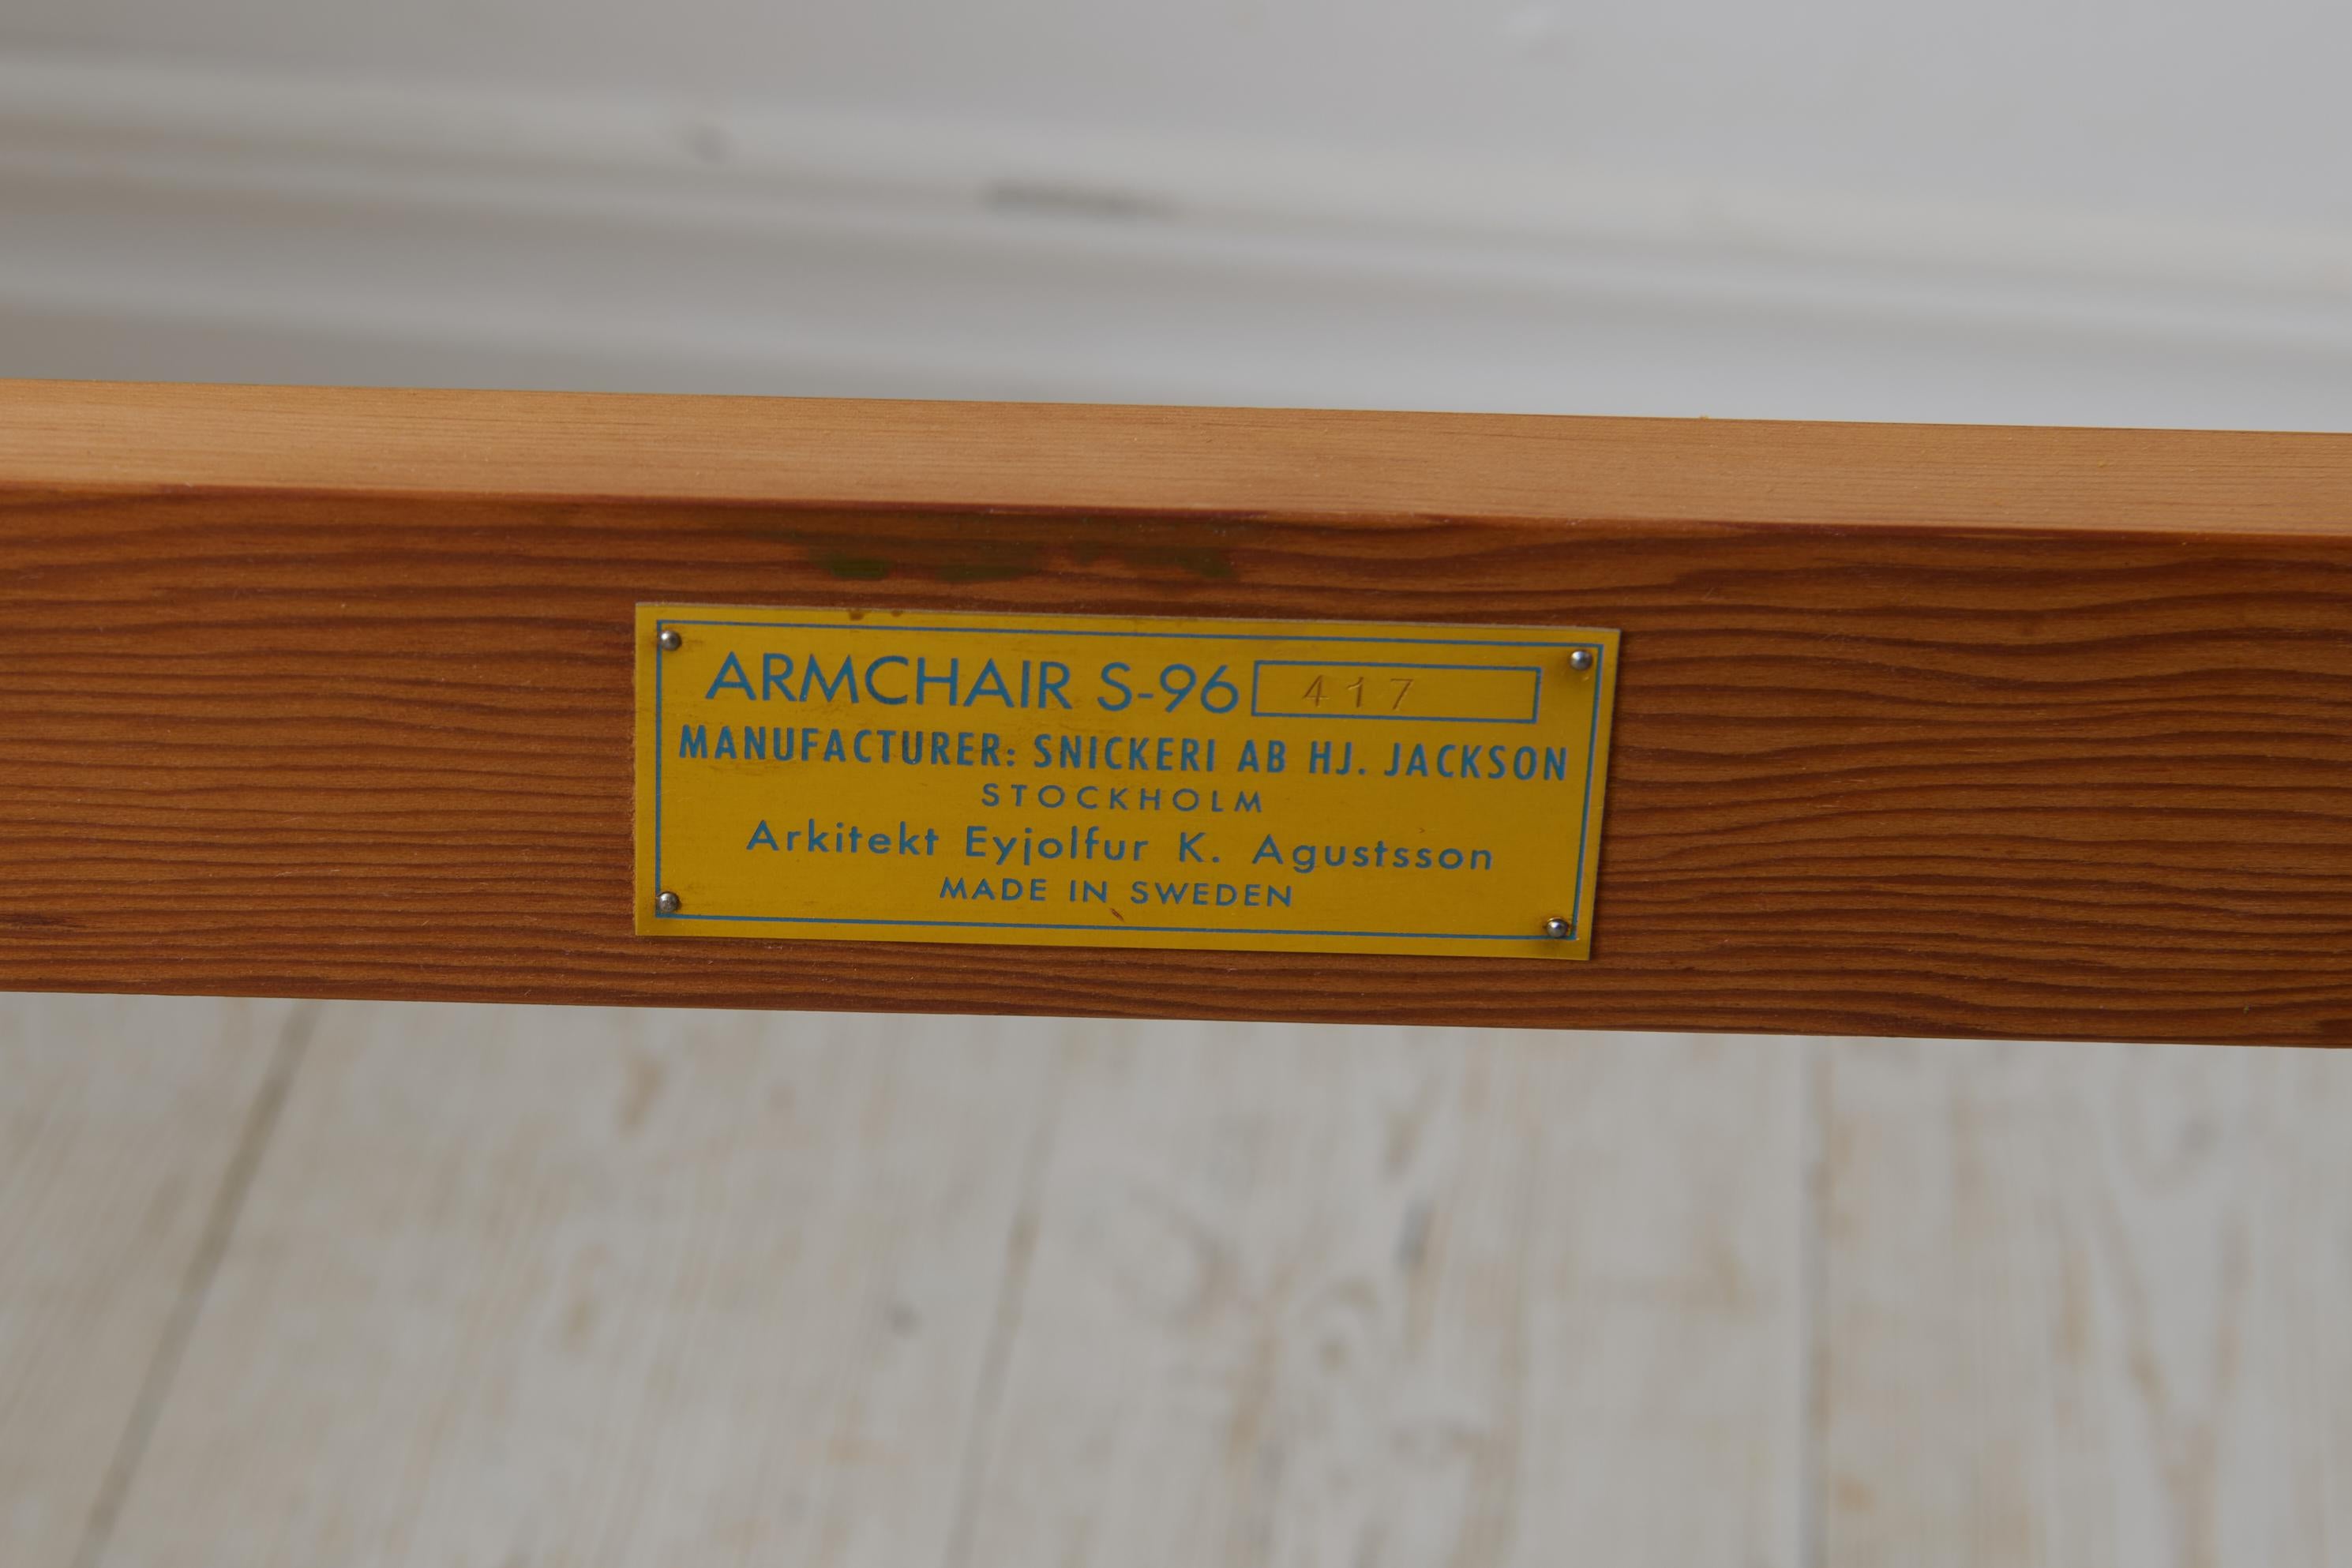 ARMCHAIR S-96 417
MANUFACTURER: SNICKERI AB HJ. JACKSON
STOCKHOLM
Arkitekt Eyjolfur K. Agustsson
MADE IN SWEDEN